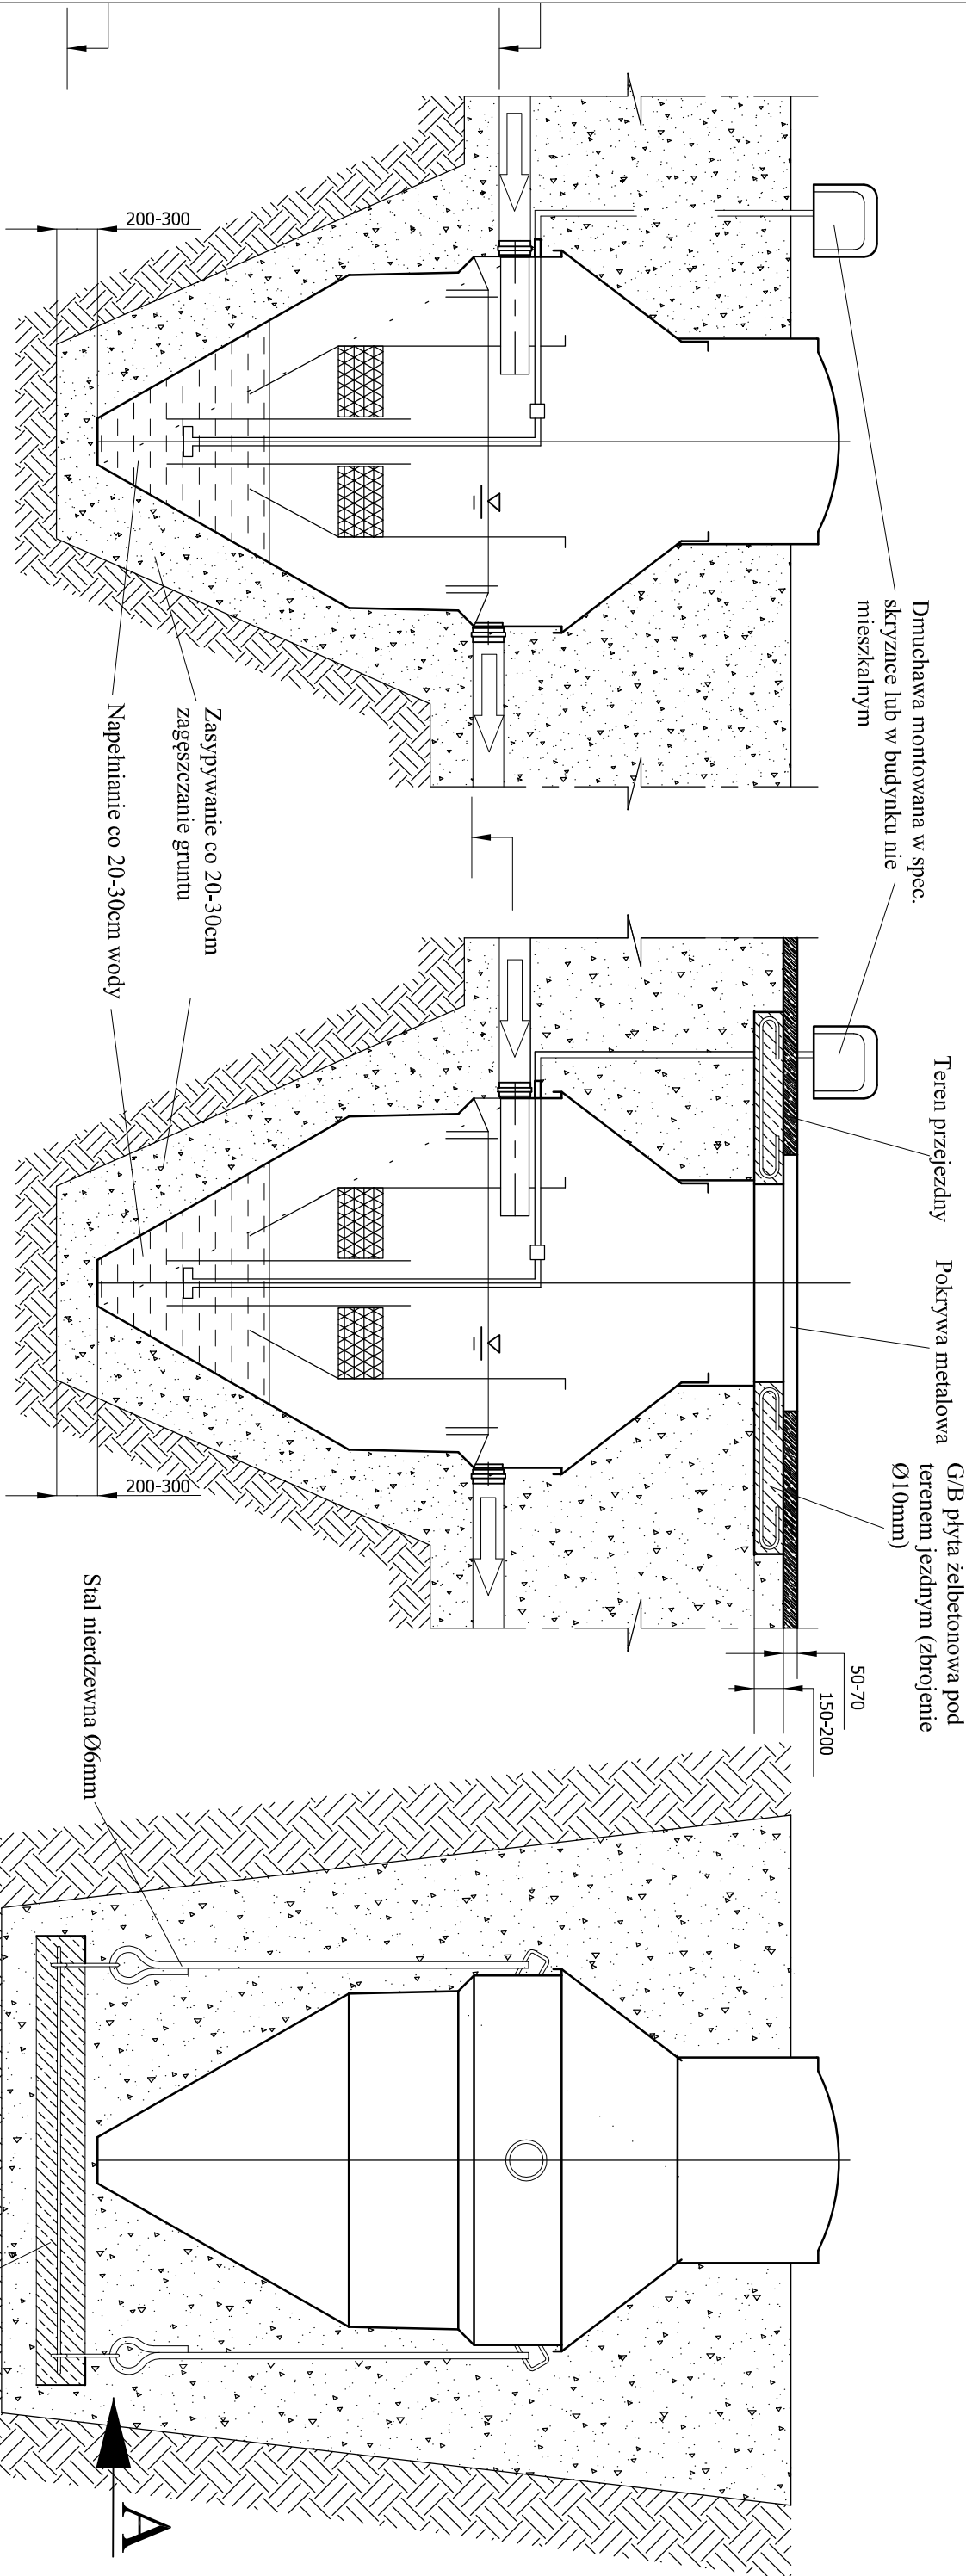 Dmuchawa montowana w spec.
skryznce lub w budynku nie
mieszkalnym
Teren przejezdny
Pokrywa metalowa
G/B płyta żelbetonowa pod
terenem jezdnym (zbrojenie
Ø10mm)
50-70
150-200
200-300
Zasypywanie co 20-30cm
zagęszczanie gruntu
Napełnianie co 20-30cm wody
200-300
Stal nierdzewna Ø6mm
A